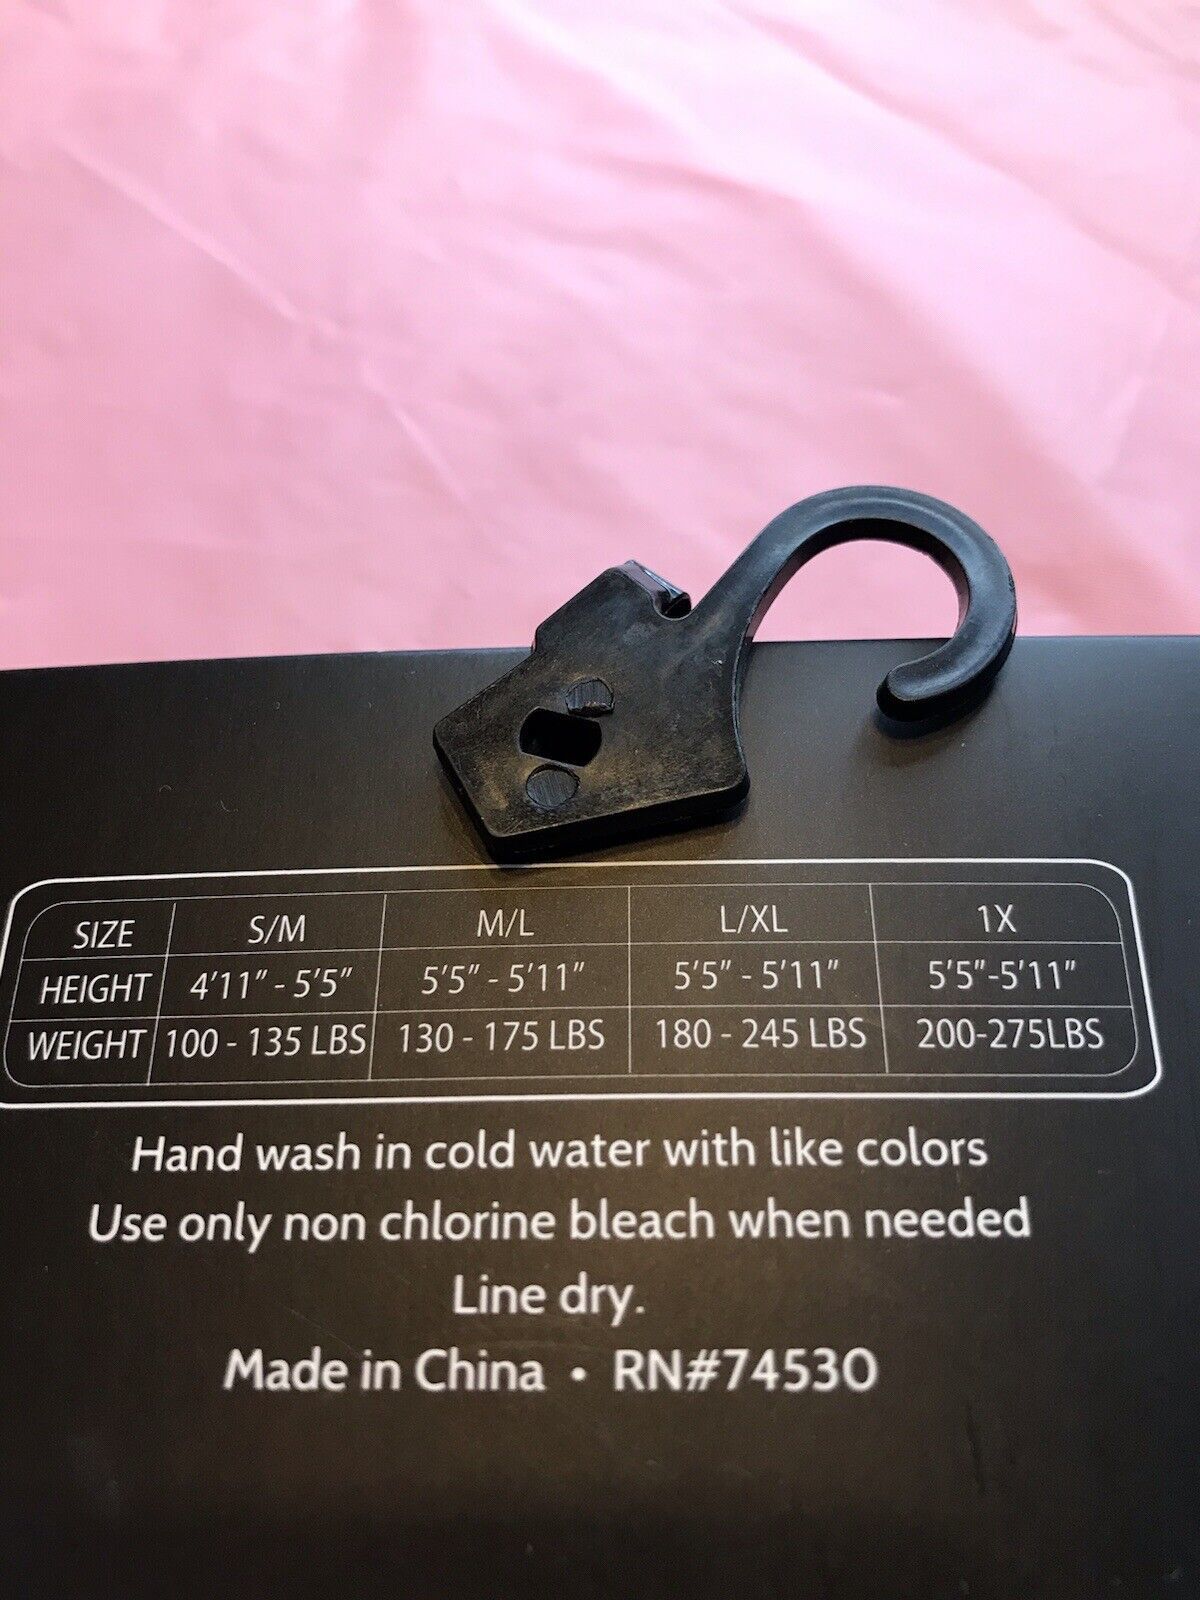 SIZE S/M M/L L/XL 1X
HEIGHT 4'11" - 5'5" 5'5" - 5'11" 5'5" - 5'11" 5'5"-5'11"
WEIGHT 100 - 135 LBS 130 - 175 LBS 180 - 245 LBS 200-275LBS
Hand wash in cold water with like colors
Use only non chlorine bleach when needed
Line dry.
Made in China • RN#74530